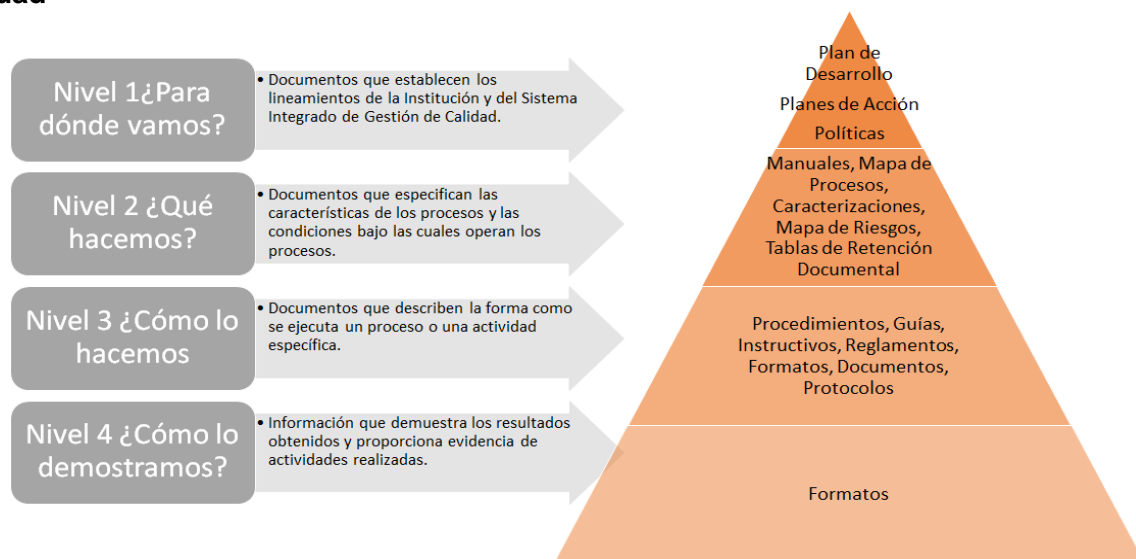 Nivel 1¿Para
dónde vamos?
• Documentos que establecen los
lineamientos de la Institución y del Sistema
Integrado de Gestión de Calidad.
Plan de
Desarrollo
Planes de Acción
Políticas
Nivel 2 ¿Qué
hacemos?
• Documentos que especifican las
características de los procesos y las
condiciones bajo las cuales operan los
procesos.
Manuales, Mapa de
Procesos,
Caracterizaciones,
Mapa de Riesgos,
Tablas de Retención
Documental
Nivel 3 ¿Cómo lo
hacemos
• Documentos que describen la forma como
se ejecuta un proceso o una actividad
específica.
Procedimientos, Guías,
Instructivos, Reglamentos,
Formatos, Documentos,
Protocolos
Nivel 4 ¿Cómo lo
demostramos?
• Información que demuestra los resultados
obtenidos y proporciona evidencia de
actividades realizadas.
Formatos